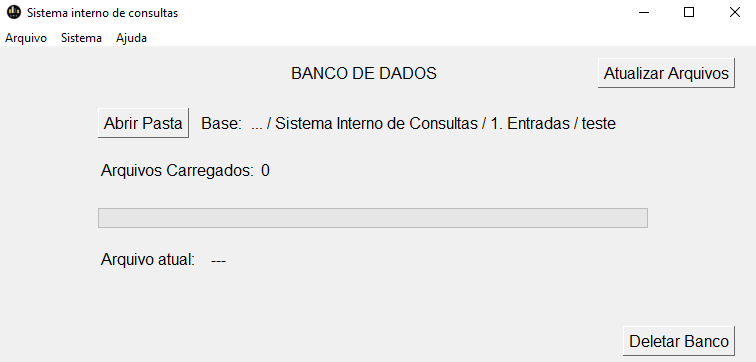 Sistema interno de consultas
Arquivo Sistema Ajuda
BANCO DE DADOS
Atualizar Arquivos
Abrir Pasta Base: ... / Sistema Interno de Consultas / 1. Entradas / teste
Arquivos Carregados: 0
Arquivo atual: ---
Deletar Banco